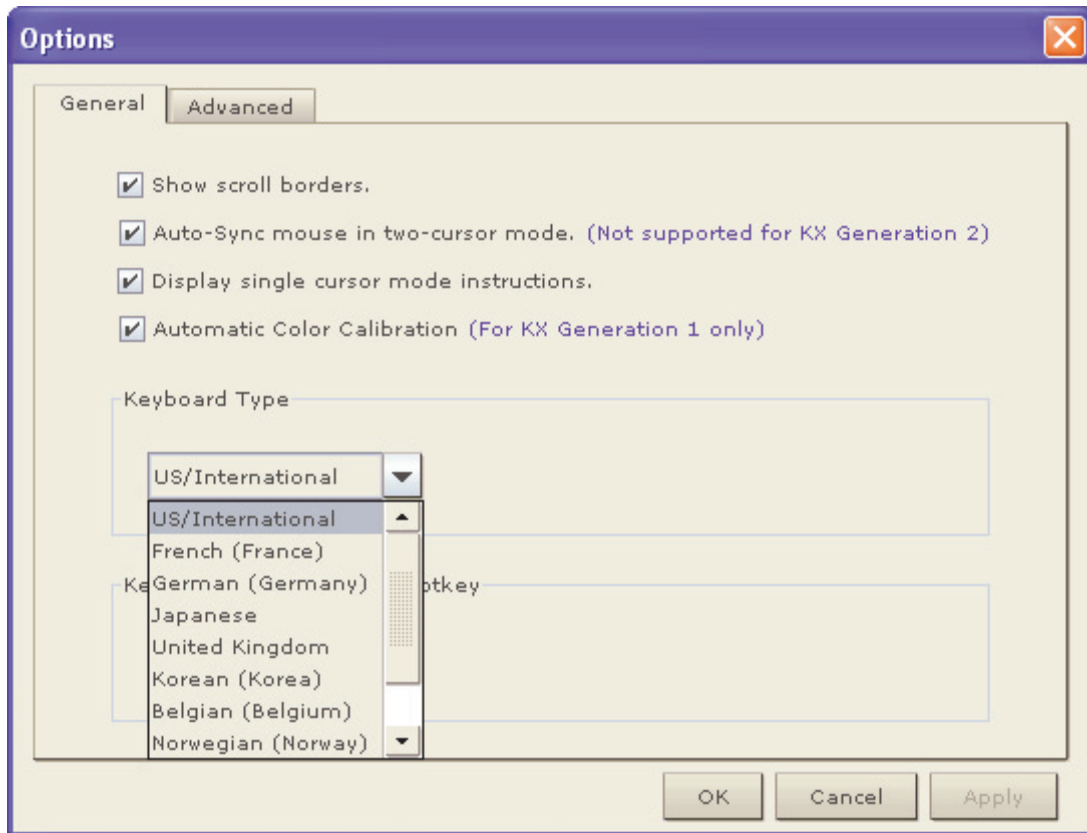 Options
General
Advanced
Show scroll borders.
Auto-Sync mouse in two-cursor mode. (Not supported for KX Generation 2)
Display single cursor mode instructions.
Automatic Color Calibration (For KX Generation 1 only)
Keyboard Type
US/International
US/International
French (France)
German (Germany)
Japanese
United Kingdom
Korean (Korea)
Belgian (Belgium)
Norwegian (Norway)
OK
Cancel
Apply